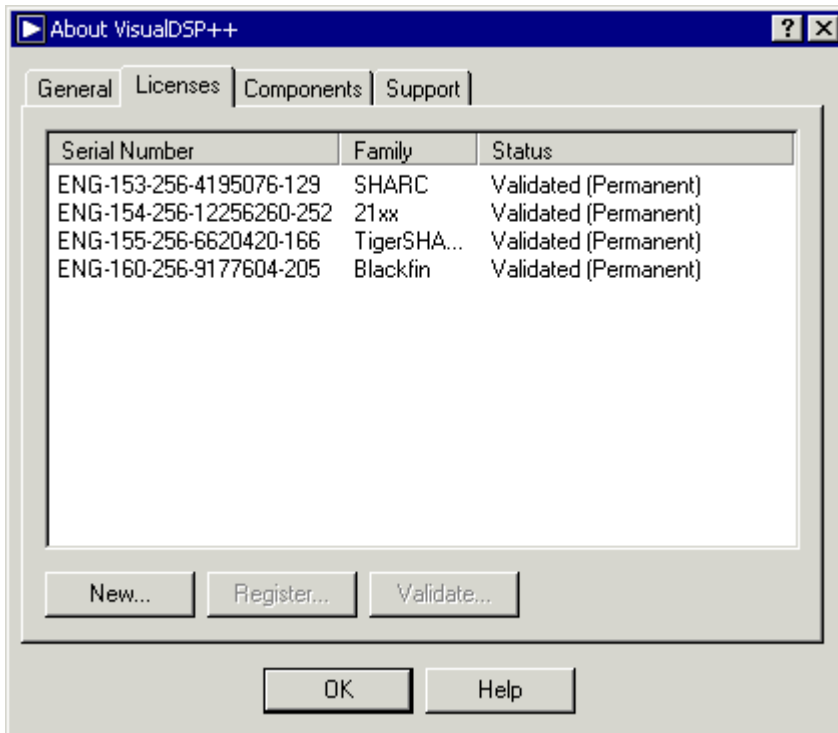 About VisualDSP++
General Licenses Components Support
Serial Number Family Status
ENG-153-256-4195076-129 SHARC Validated (Permanent)
ENG-154-256-12256260-252 21xx Validated (Permanent)
ENG-155-256-6620420-166 TigerSHA... Validated (Permanent)
ENG-160-256-9177604-205 Blackfin Validated (Permanent)
New... Register... Validate...
OK Help